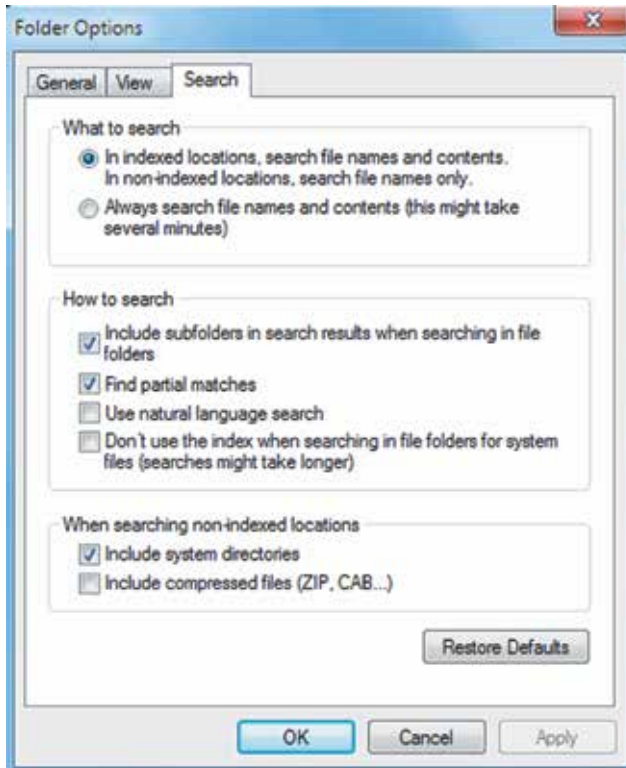 Folder Options
General View Search
What to search
In indexed locations, search file names and contents.
In non-indexed locations, search file names only.
Always search file names and contents (this might take
several minutes)
How to search
Include subfolders in search results when searching in file
folders
Find partial matches
Use natural language search
Don't use the index when searching in file folders for system
files (searches might take longer)
When searching non-indexed locations
Include system directories
Include compressed files (ZIP, CAB...)
Restore Defaults
OK Cancel Apply